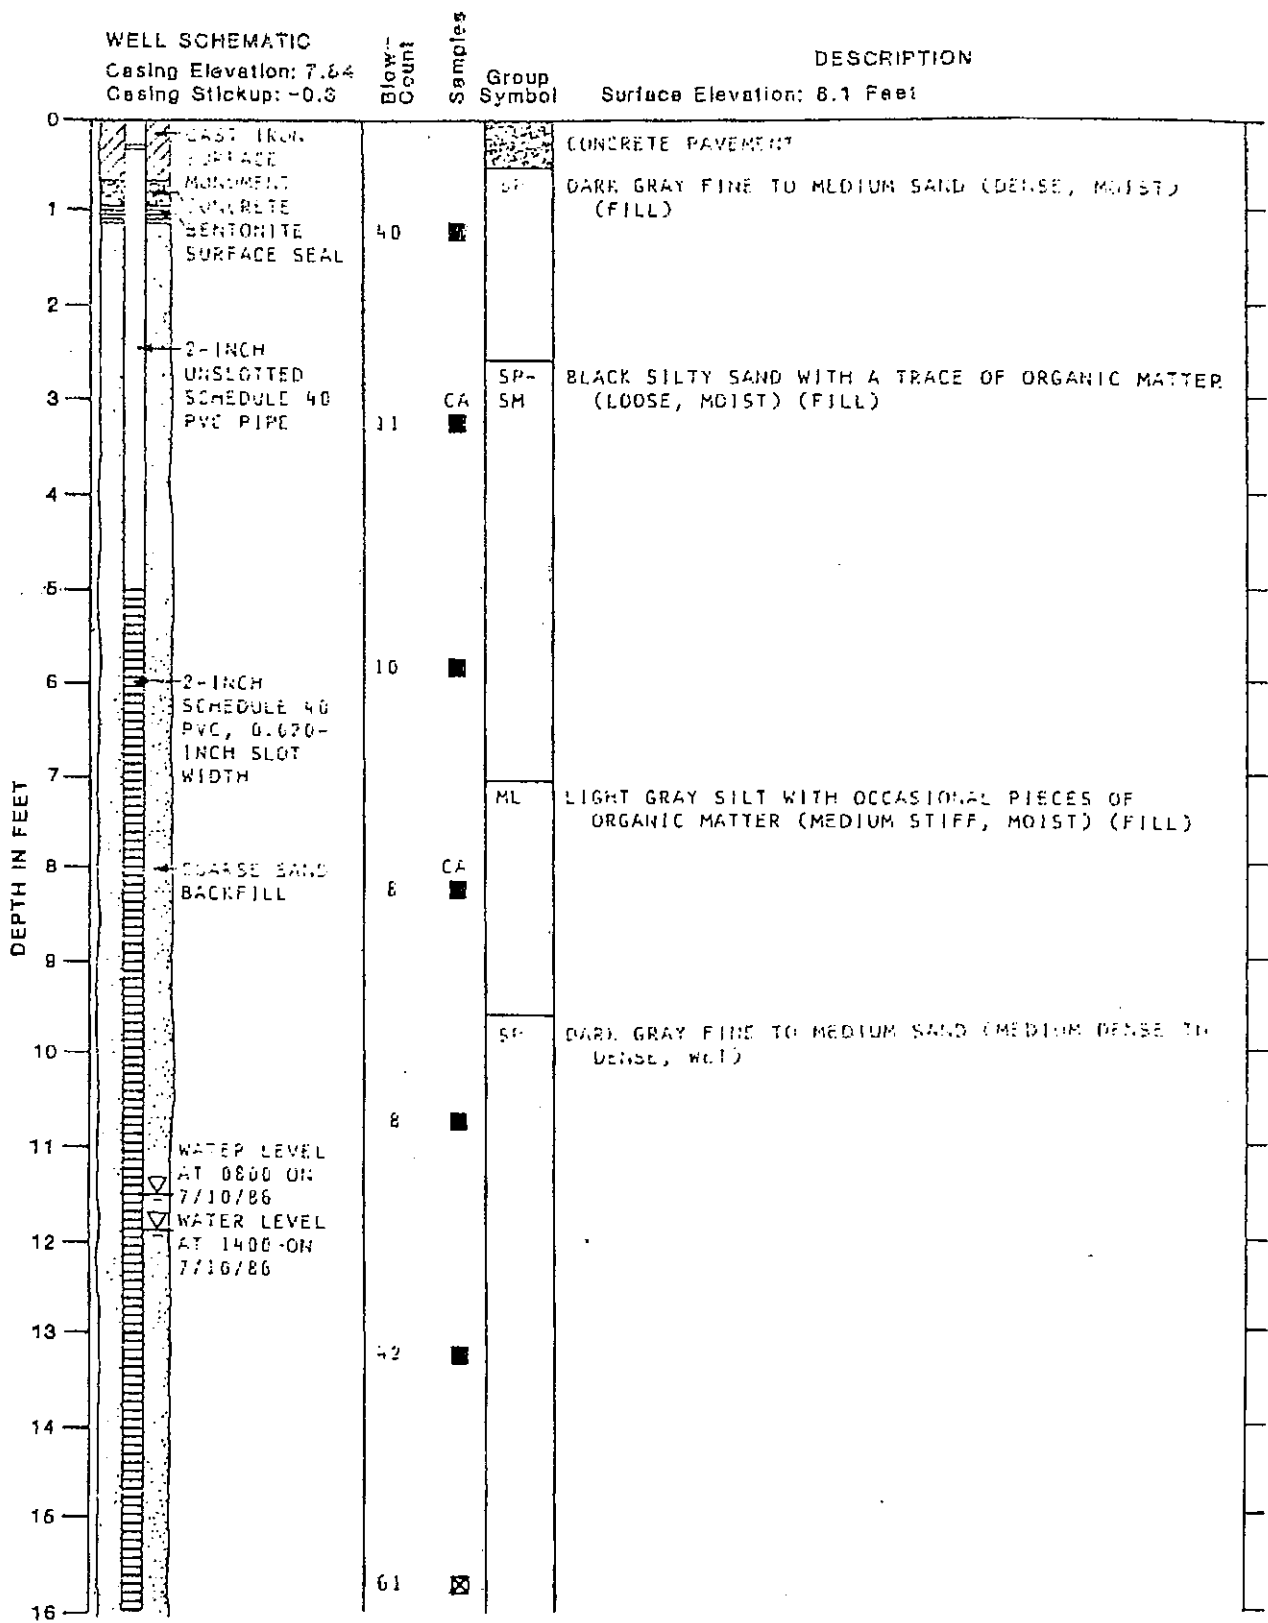 WELL SCHEMATIC
Casing Elevation: 7.84
Casing Stickup: -0.3
Blow-
Count
Samples
Group
Symbol
DESCRIPTION
Surface Elevation: 8.1 Feet
DEPTH IN FEET
0
CAST IRON
SURFACE
MONUMENT
CONCRETE
BENTONITE
SURFACE SEAL
CONCRETE PAVEMENT
SP
DARK GRAY FINE TO MEDIUM SAND (DENSE, MOIST)
(FILL)
1
40
2
2-INCH
UNSLOTTED
SCHEDULE 40
PVC PIPE
SP-
SM
BLACK SILTY SAND WITH A TRACE OF ORGANIC MATTER
(LOOSE, MOIST) (FILL)
3
CA
11
4
5
10
6
2-INCH
SCHEDULE 40
PVC, 0.020-
INCH SLOT
WIDTH
7
ML
LIGHT GRAY SILT WITH OCCASIONAL PIECES OF
ORGANIC MATTER (MEDIUM STIFF, MOIST) (FILL)
8
COARSE SAND
BACKFILL
CA
8
9
SP
DARK GRAY FINE TO MEDIUM SAND (MEDIUM DENSE TO
DENSE, WET)
10
8
11
WATER LEVEL
AT 0800 ON
7/10/86
WATER LEVEL
AT 1400 ON
7/10/86
12
13
42
14
15
61
16